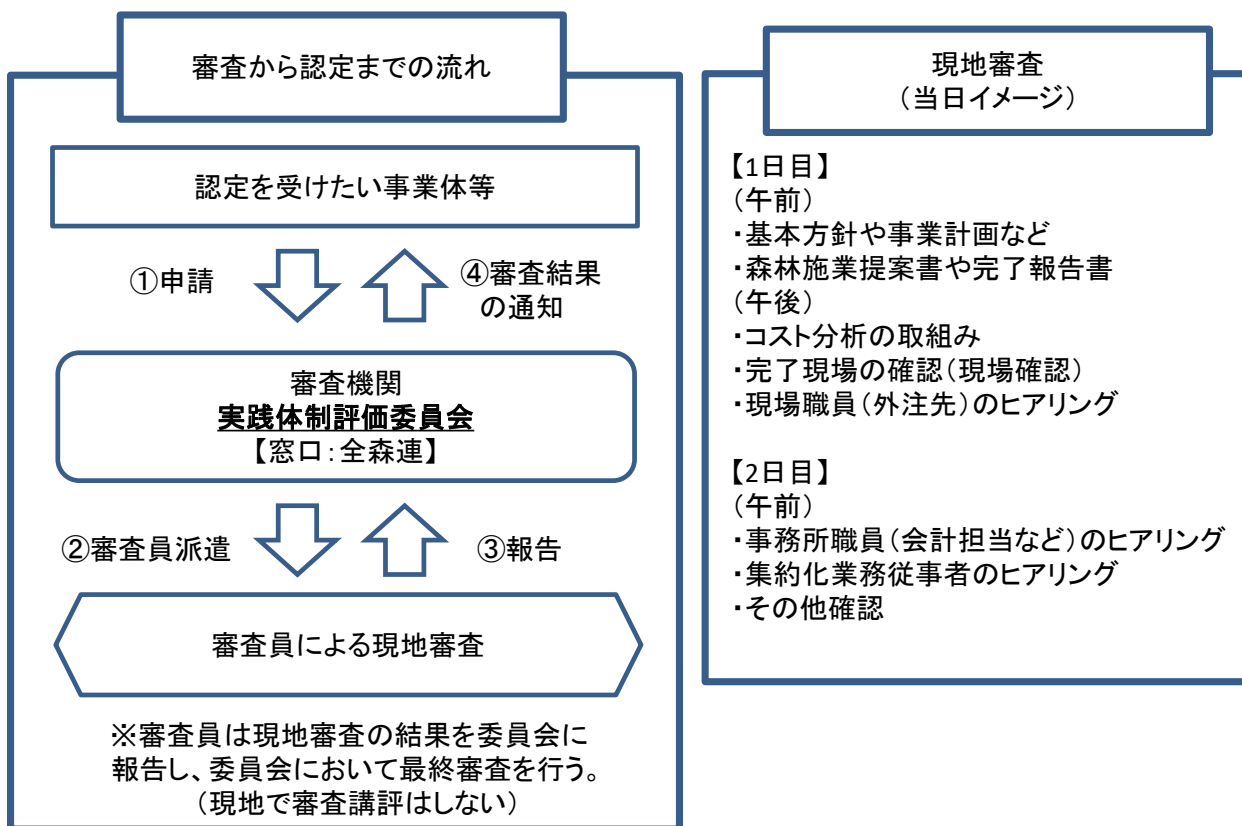 審査から認定までの流れ
認定を受けたい事業体等
①申請
④審査結果
の通知
審査機関
実践体制評価委員会
【窓口：全森連】
②審査員派遣
③報告
審査員による現地審査
※審査員は現地審査の結果を委員会に
報告し、委員会において最終審査を行う。
（現地で審査講評はしない）
現地審査
（当日イメージ）
【1日目】
（午前）
・基本方針や事業計画など
・森林施業提案書や完了報告書
（午後）
・コスト分析の取組み
・完了現場の確認（現場確認）
・現場職員（外注先）のヒアリング
【2日目】
（午前）
・事務所職員（会計担当など）のヒアリング
・集約化業務従事者のヒアリング
・その他確認